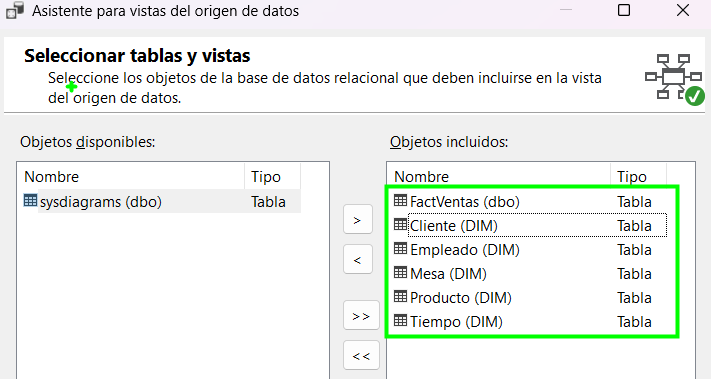 Asistente para vistas del origen de datos
Seleccionar tablas y vistas
Seleccione los objetos de la base de datos relacional que deben incluirse en la vista
del origen de datos.
Objetos disponibles:
Nombre Tipo
sysdiagrams (dbo) Tabla
>
<
>>
<<
Objetos incluidos:
Nombre Tipo
FactVentas (dbo) Tabla
Cliente (DIM) Tabla
Empleado (DIM) Tabla
Mesa (DIM) Tabla
Producto (DIM) Tabla
Tiempo (DIM) Tabla